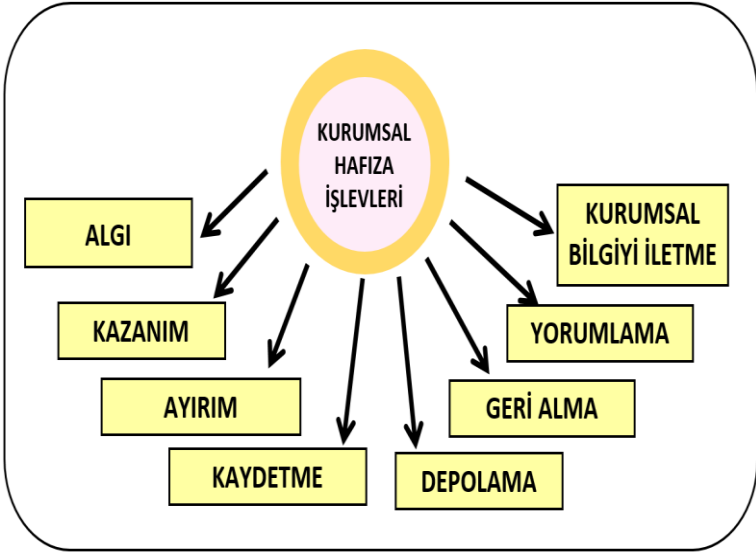 KURUMSAL
HAFIZA
İŞLEVLERİ
ALGI
KAZANIM
AYIRIM
KAYDETME
DEPOLAMA
GERİ ALMA
YORUMLAMA
KURUMSAL
BİLGİYİ İLETME